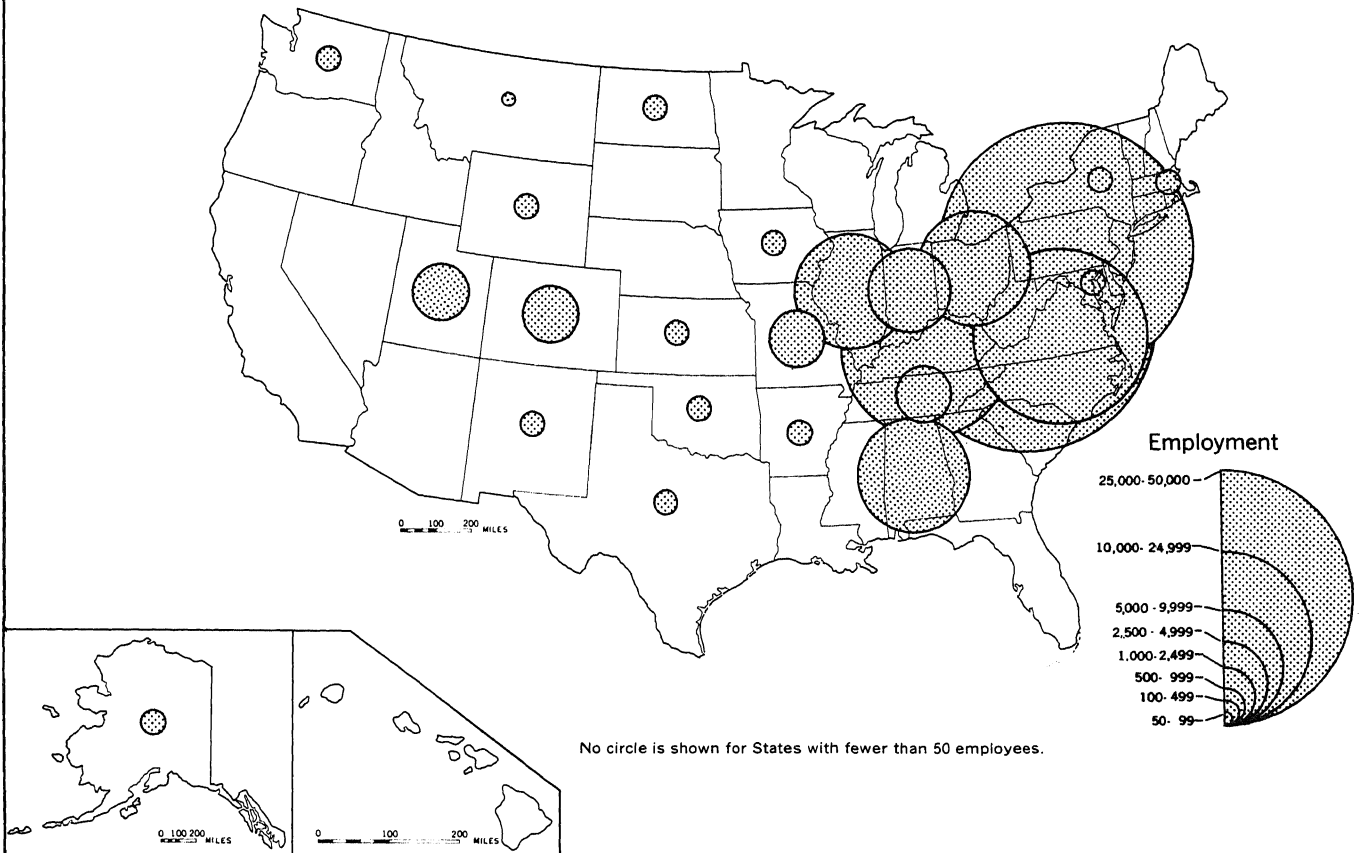 Employment
25,000-50,000
10,000-24,999
5,000-9,999
2,500-4,999
1.000-2,499
500-999
100-499
50-99
0 100 200 MILES
No circle is shown for States with fewer than 50 employees.
0 100 200 MILES
0 100 200 MILES